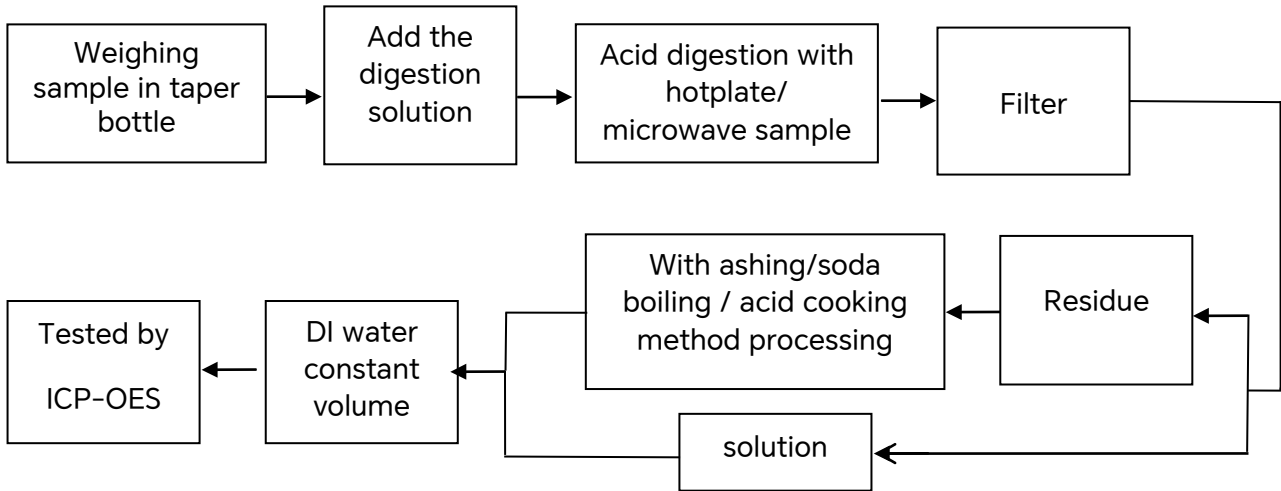 Weighing
sample in taper
bottle
Add the
digestion
solution
Acid digestion with
hotplate/
microwave sample
Filter
Residue
With ashing/soda
boiling / acid cooking
method processing
solution
DI water
constant
volume
Tested by
ICP-OES